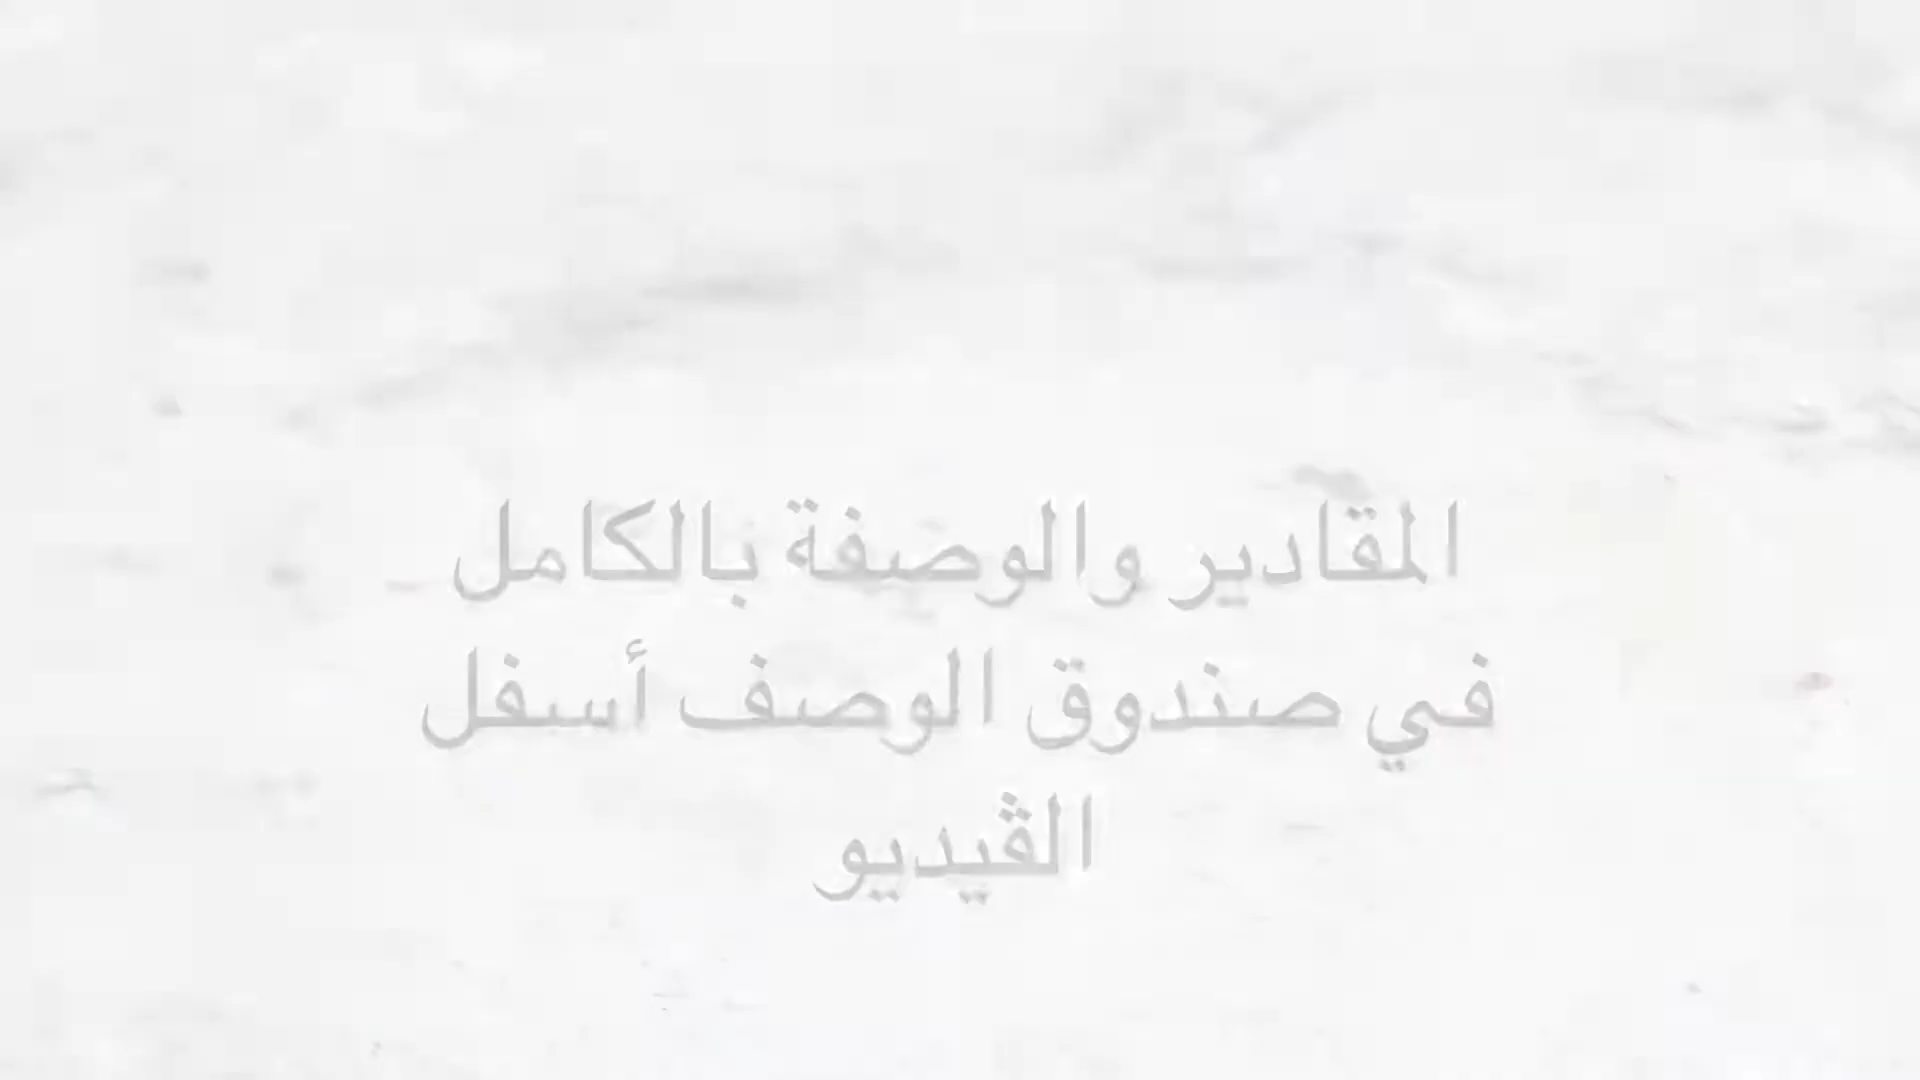 المقادير والوصفة بالكامل
في صندوق الوصف أسفل
الڤيديو